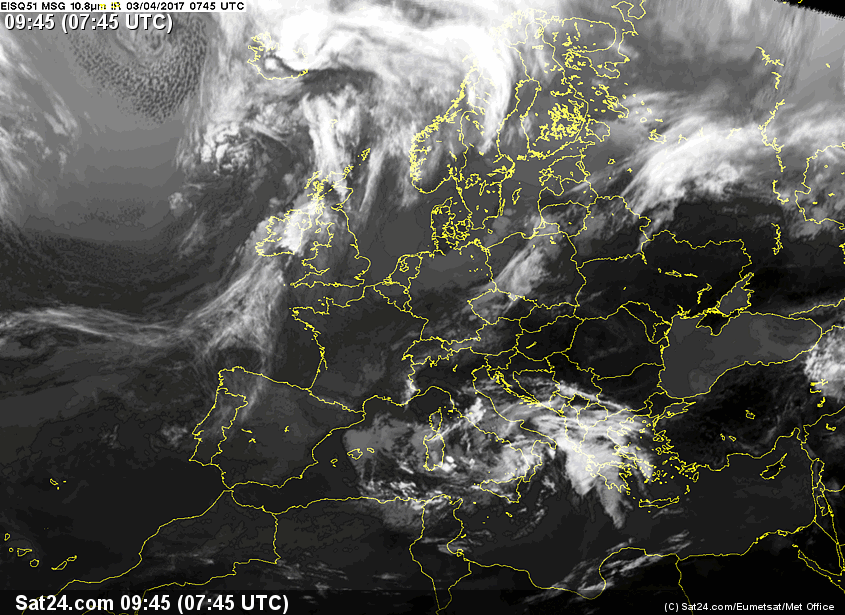 EISQ51 MSG 10.8µm IR 03/04/2017 0745 UTC
09:45 (07:45 UTC)
Sat24.com 09:45 (07:45 UTC)
(C) Sat24.com/Eumetsat/Met Office